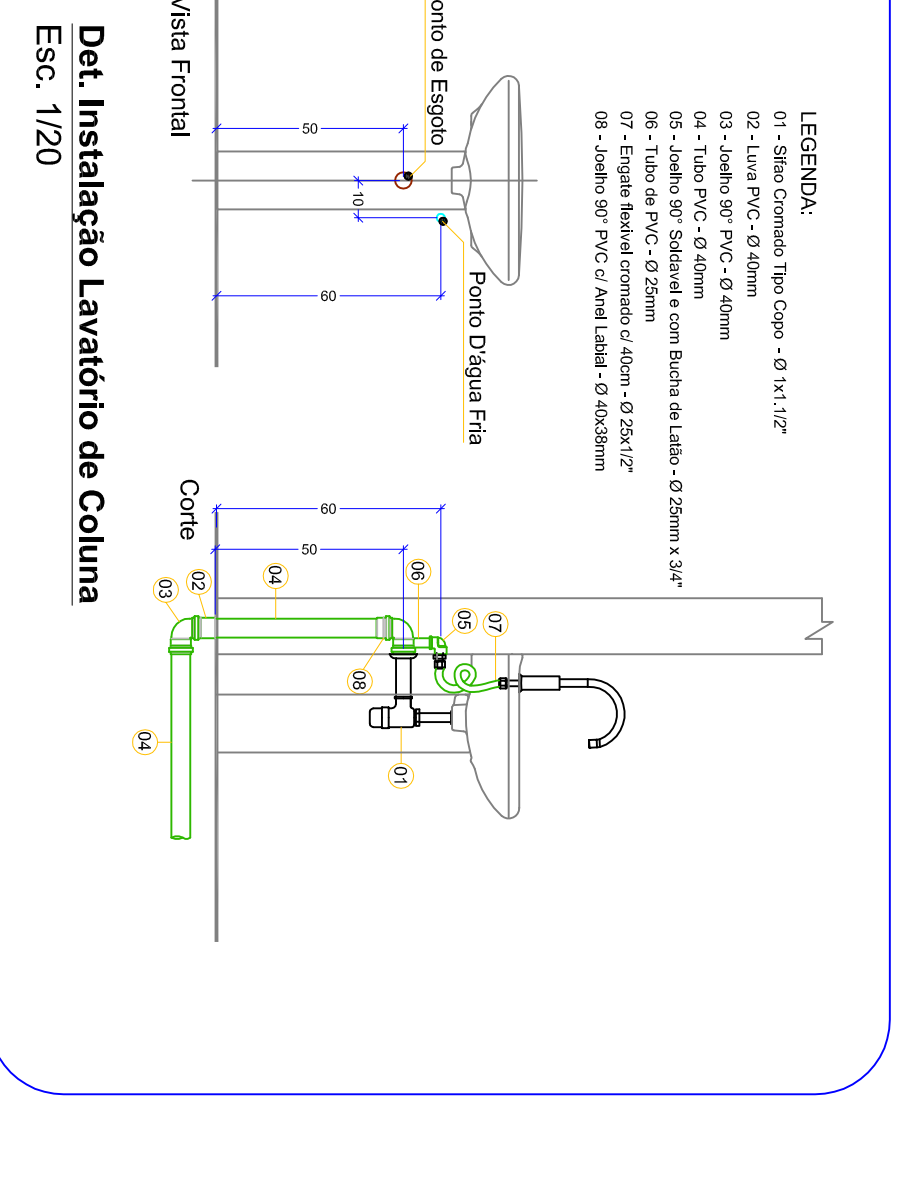 LEGENDA:
01 - Sifão Cromado Tipo Copo - Ø 1x1.1/2"
02 - Luva PVC - Ø 40mm
03 - Joelho 90° PVC - Ø 40mm
04 - Tubo PVC - Ø 40mm
05 - Joelho 90° Soldavel e com Bucha de Latão - Ø 25mm x 3/4"
06 - Tubo de PVC - Ø 25mm
07 - Engate flexivel cromado c/ 40cm - Ø 25x1/2"
08 - Joelho 90° PVC c/ Anel Labial - Ø 40x38mm
onto de Esgoto
Ponto D'água Fria
50
10
60
Vista Frontal
60
50
07
05
06
04
02
03
08
01
04
Corte
Det. Instalação Lavatório de Coluna
Esc. 1/20